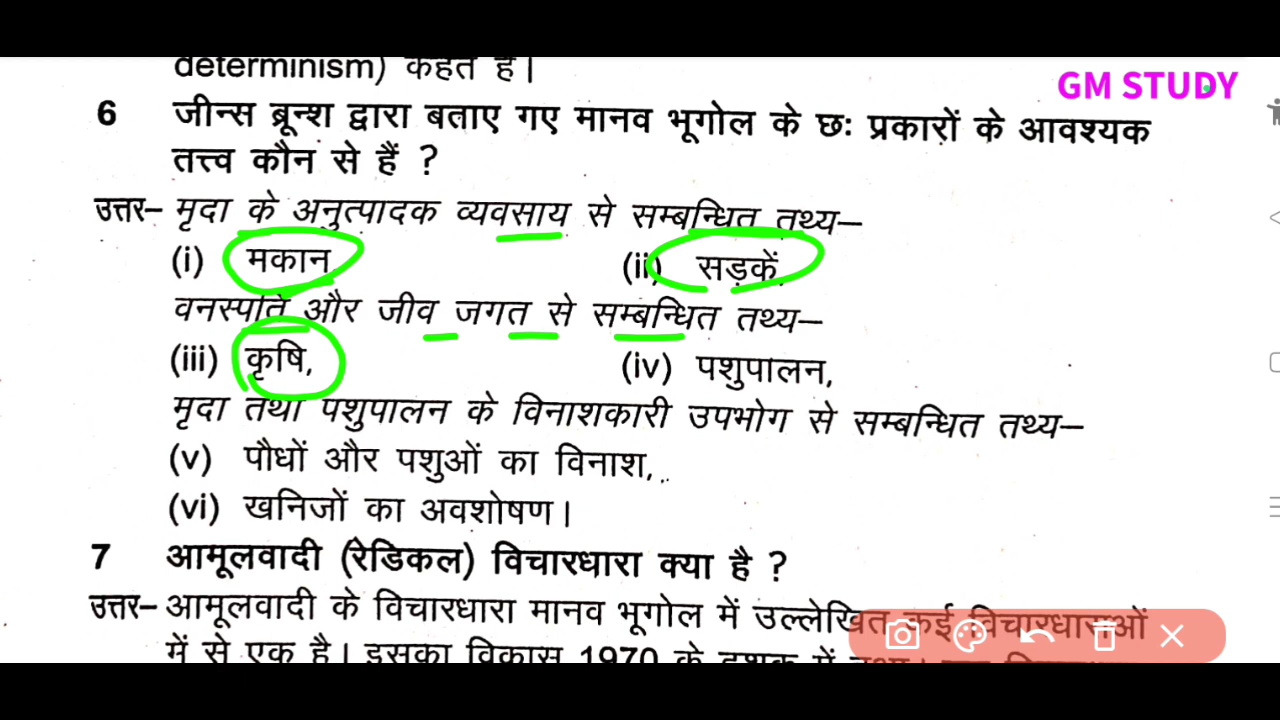 determinism) कहते हैं।
GM STUDY
6 जीन्स ब्रून्श द्वारा बताए गए मानव भूगोल के छः प्रकारों के आवश्यक
तत्त्व कौन से हैं ?
उत्तर– मृदा के अनुत्पादक व्यवसाय से सम्बन्धित तथ्य–
(i) मकान (ii) सड़कें,
वनस्पति और जीव जगत से सम्बन्धित तथ्य–
(iii) कृषि, (iv) पशुपालन,
मृदा तथा पशुपालन के विनाशकारी उपभोग से सम्बन्धित तथ्य–
(v) पौधों और पशुओं का विनाश,
(vi) खनिजों का अवशोषण।
7 आमूलवादी (रेडिकल) विचारधारा क्या है ?
उत्तर– आमूलवादी के विचारधारा मानव भूगोल में उल्लेखित कई विचारधाराओं
में से एक है। इसका विकास 1970 के दशक में